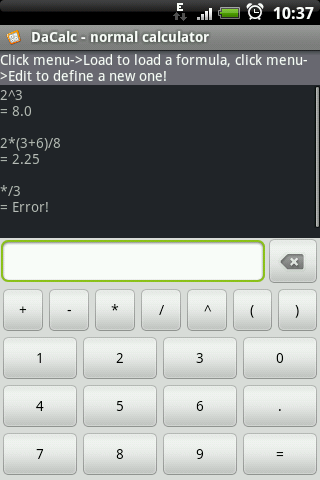 E
10:37
DaCalc - normal calculator
Click menu->Load to load a formula, click menu-
>Edit to define a new one!
2^3
= 8.0
2*(3+6)/8
= 2.25
*/3
= Error!
+ - * / ^ ( )
1 2 3 0
4 5 6 .
7 8 9 =